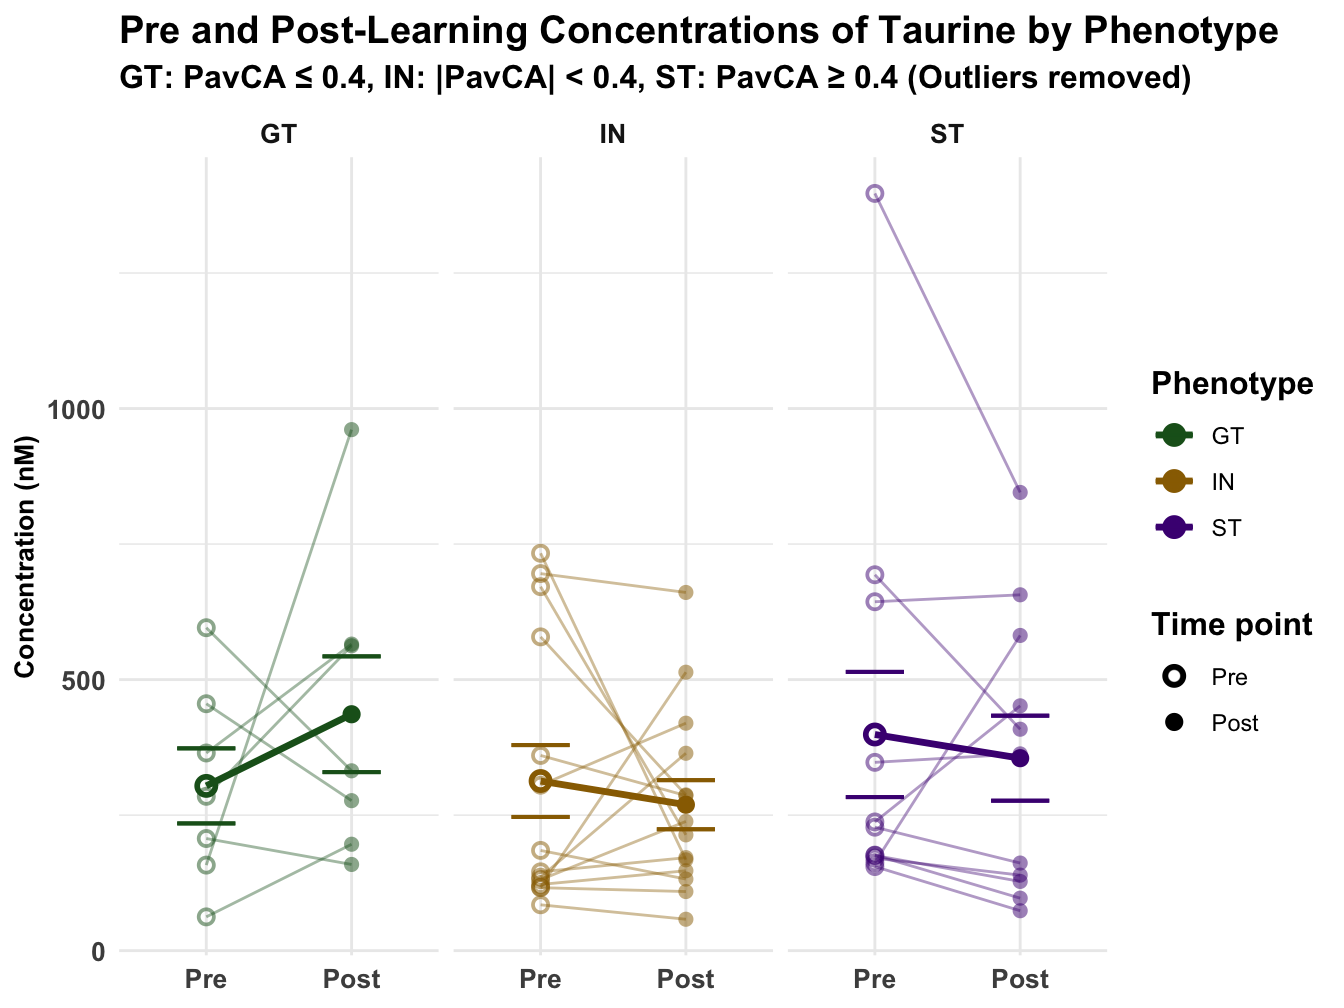 Pre and Post-Learning Concentrations of Taurine by Phenotype
GT: PavCA ≤ 0.4, IN: |PavCA| < 0.4, ST: PavCA ≥ 0.4 (Outliers removed)
GT
IN
ST
Concentration (nM)
1000
500
0
Pre
Post
Pre
Post
Pre
Post
Phenotype
GT
IN
ST
Time point
Pre
Post